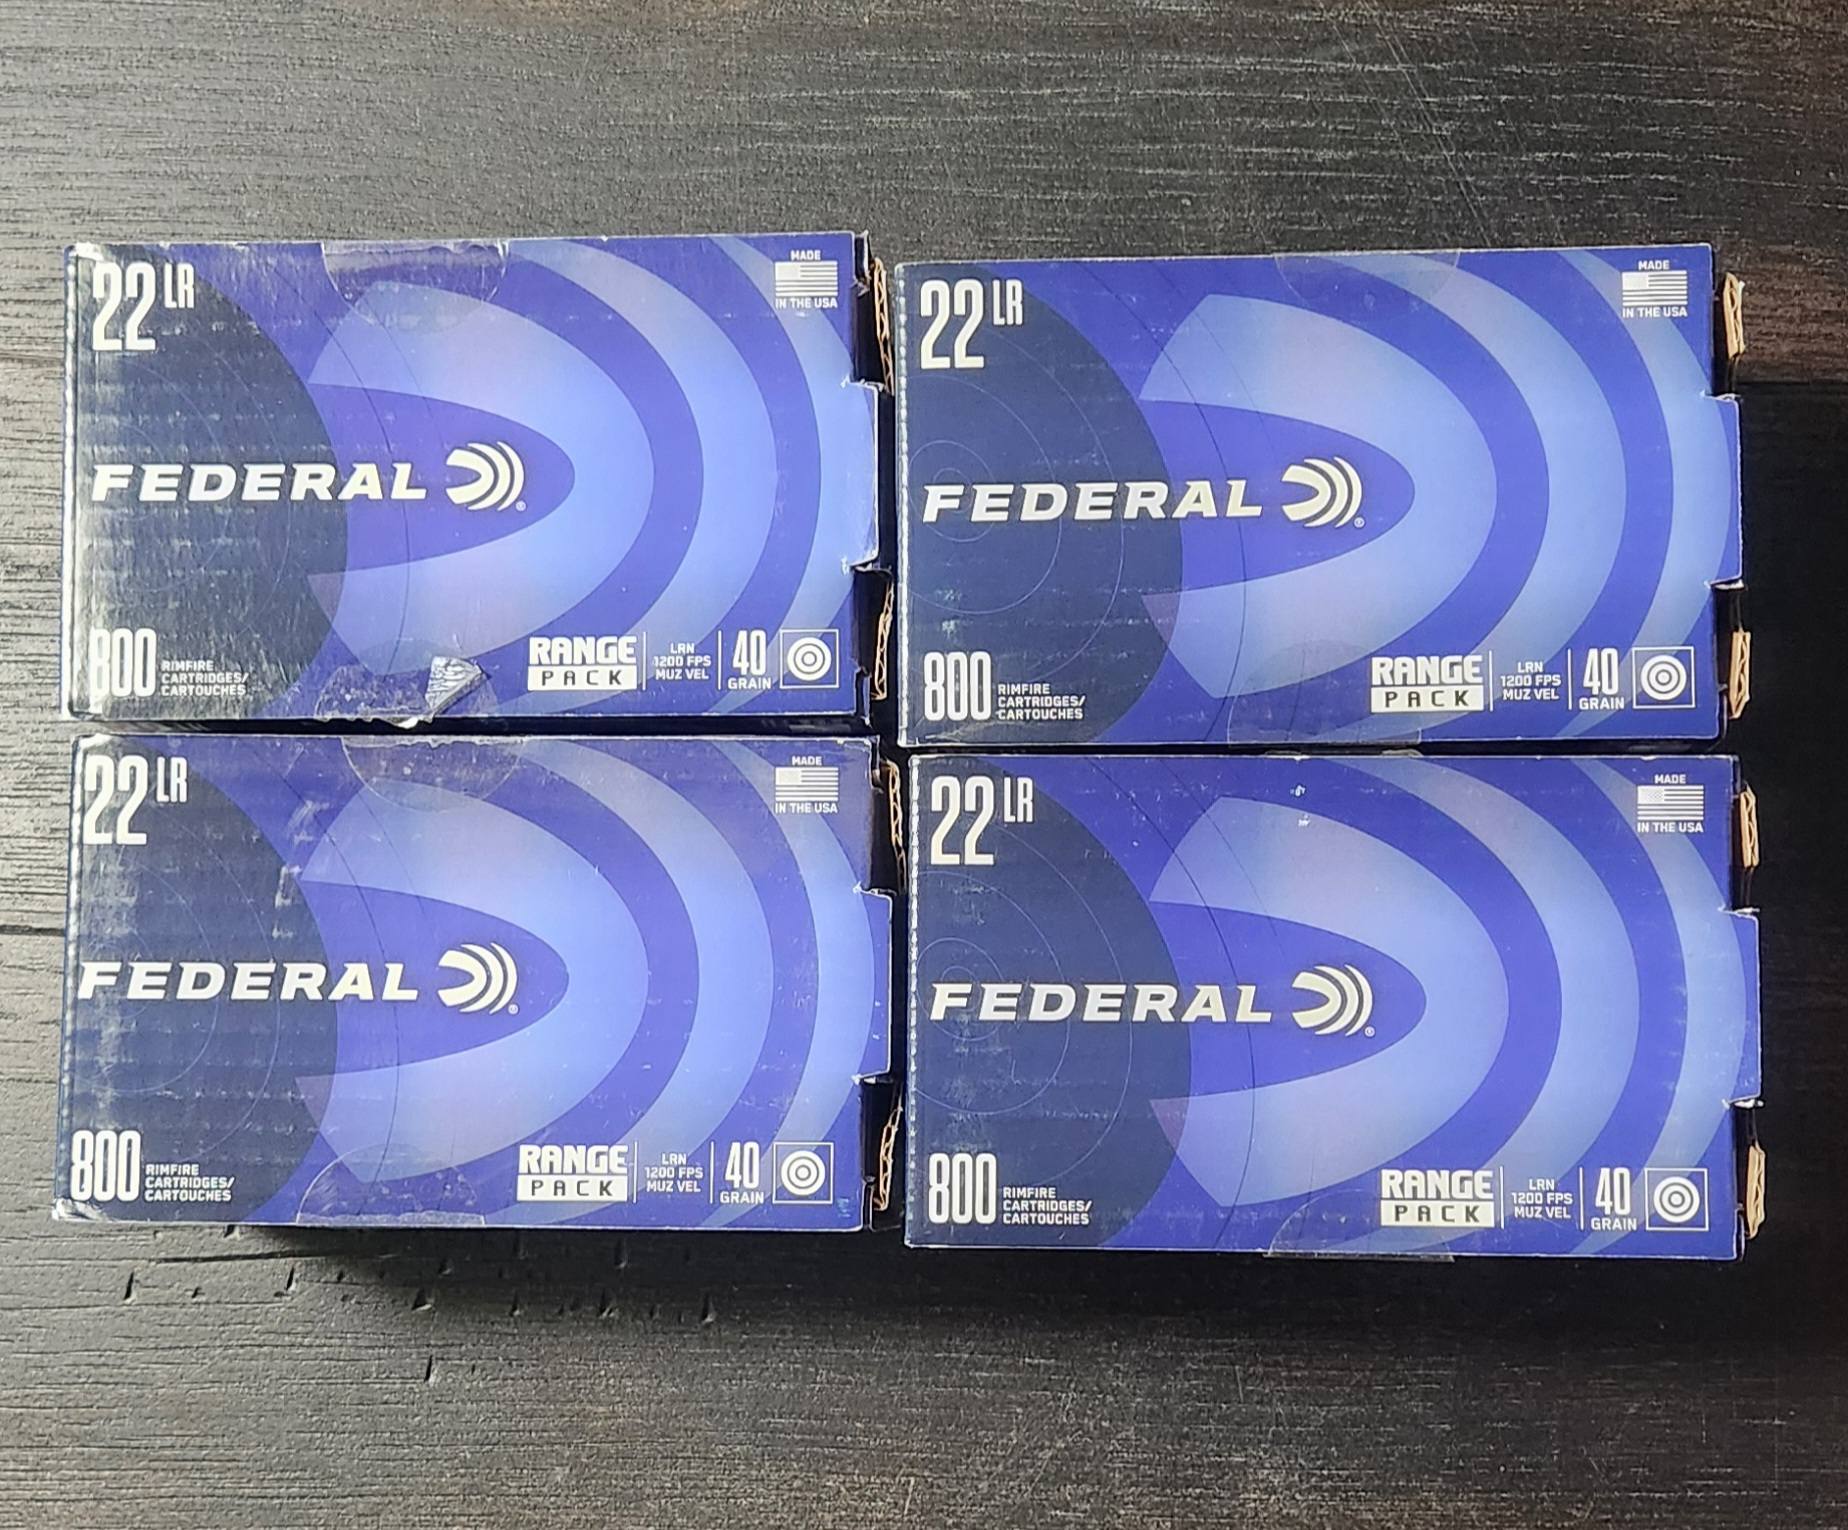 22 LR
MADE
IN THE USA
FEDERAL ®
800 RIMFIRE
CARTRIDGES/
CARTOUCHES
RANGE
PACK
LRN
1200 FPS
MUZ VEL
40
GRAIN
22 LR
MADE
IN THE USA
FEDERAL ®
800 RIMFIRE
CARTRIDGES/
CARTOUCHES
RANGE
PACK
LRN
1200 FPS
MUZ VEL
40
GRAIN
22 LR
MADE
IN THE USA
FEDERAL ®
800 RIMFIRE
CARTRIDGES/
CARTOUCHES
RANGE
PACK
LRN
1200 FPS
MUZ VEL
40
GRAIN
22 LR
MADE
IN THE USA
FEDERAL ®
800 RIMFIRE
CARTRIDGES/
CARTOUCHES
RANGE
PACK
LRN
1200 FPS
MUZ VEL
40
GRAIN